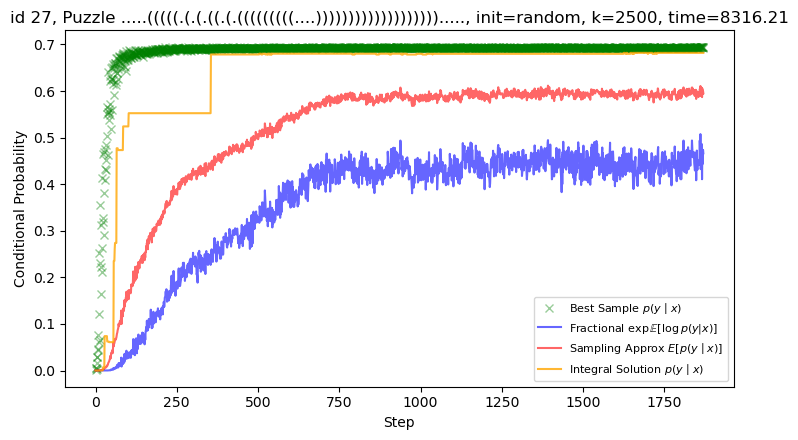 id 27, Puzzle .....(((((.(.(.((.(.(((((((((....)))))))))))))))))))....., init=random, k=2500, time=8316.21
Conditional Probability
0.7
0.6
0.5
0.4
0.3
0.2
0.1
0.0
Best Sample p(y | x)
Fractional exp 𝔼[log p(y|x)]
Sampling Approx E[p(y | x)]
Integral Solution p(y | x)
0 250 500 750 1000 1250 1500 1750
Step